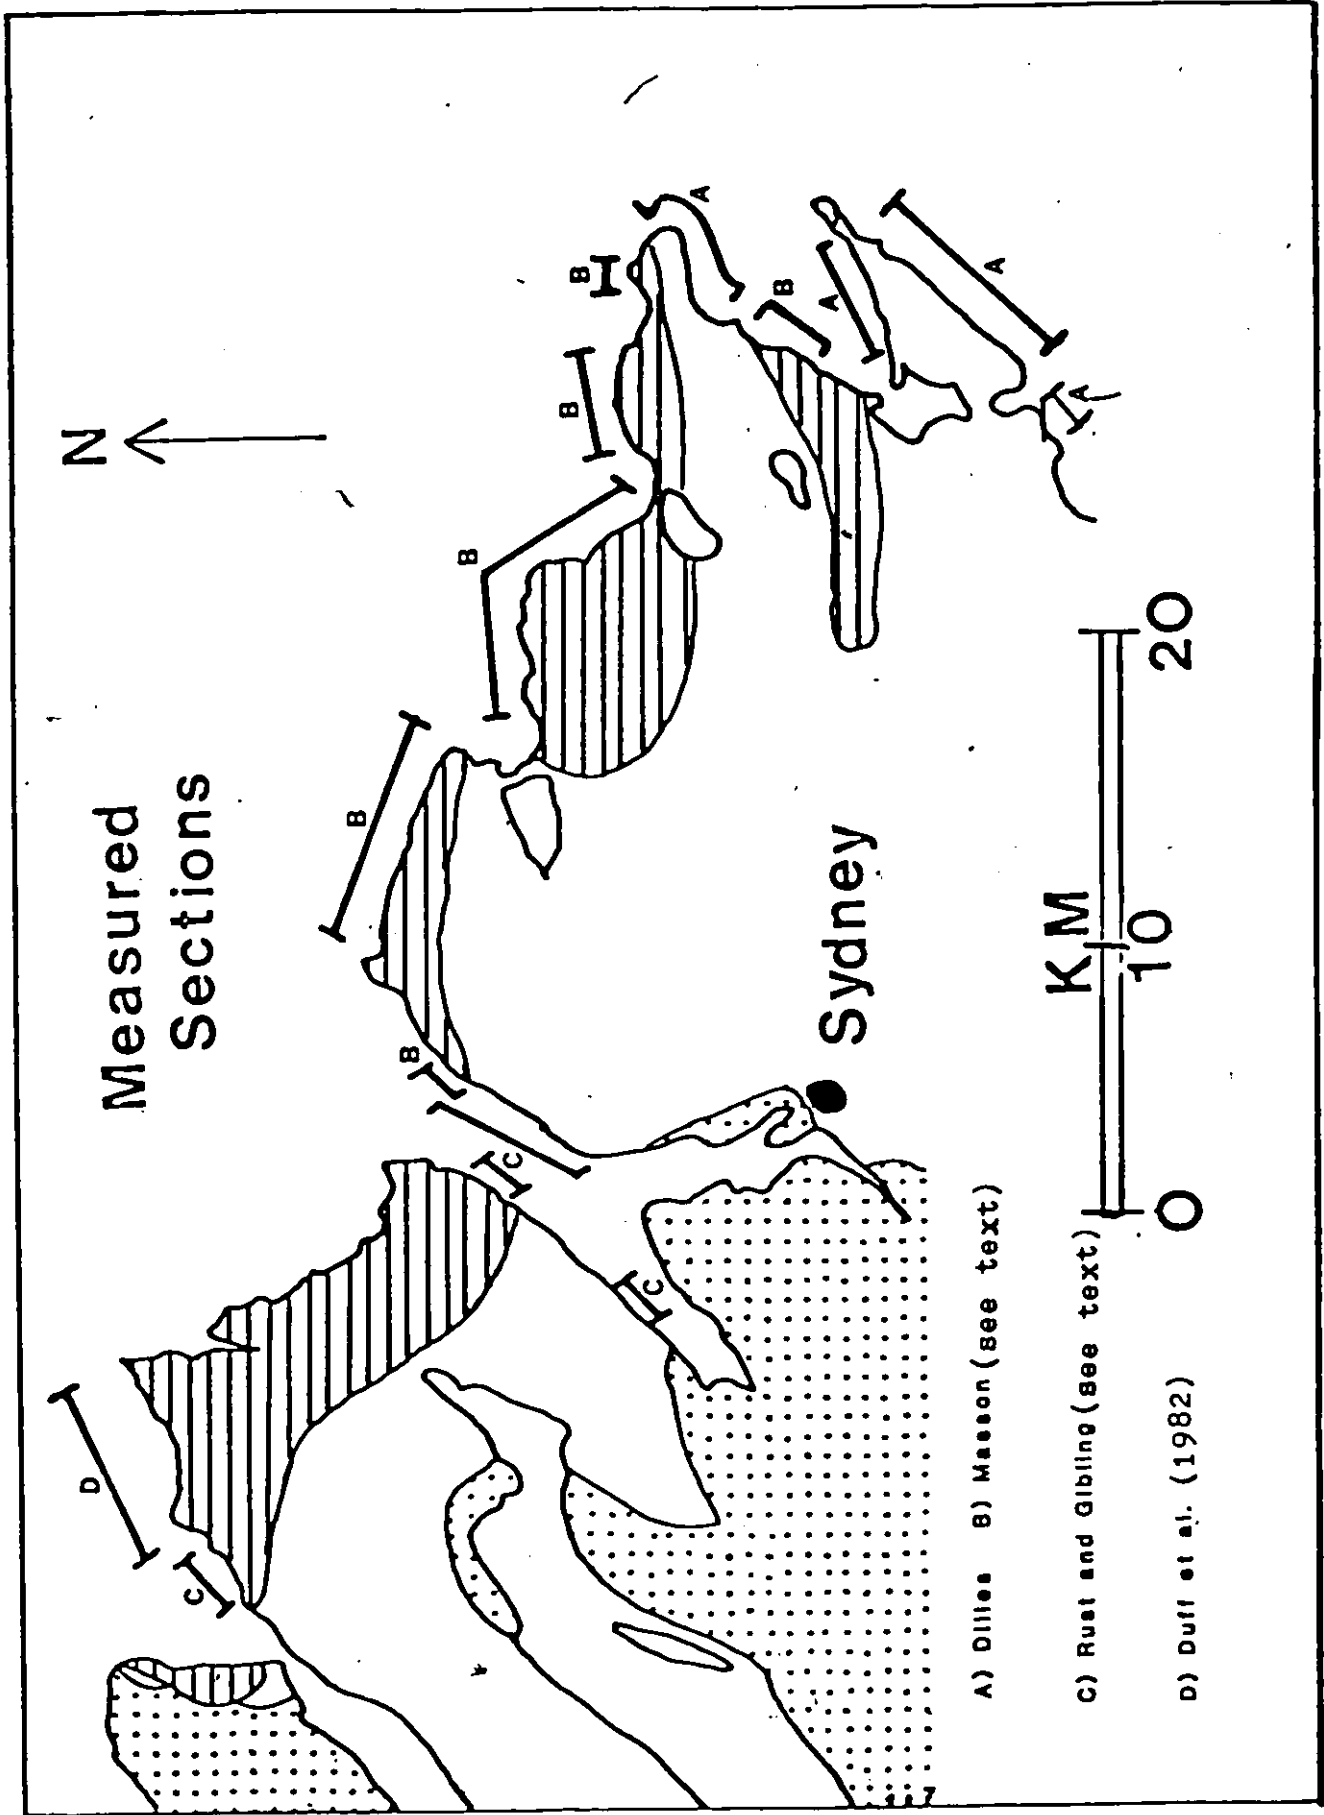 Measured
Sections
N
D
C
C
C
B
B
B
B
B
B
A
A
A
A
Sydney
KM
0 10 20
A) Dilles B) Masson (see text)
C) Rust and Gibling (see text)
D) Duff et al. (1982)